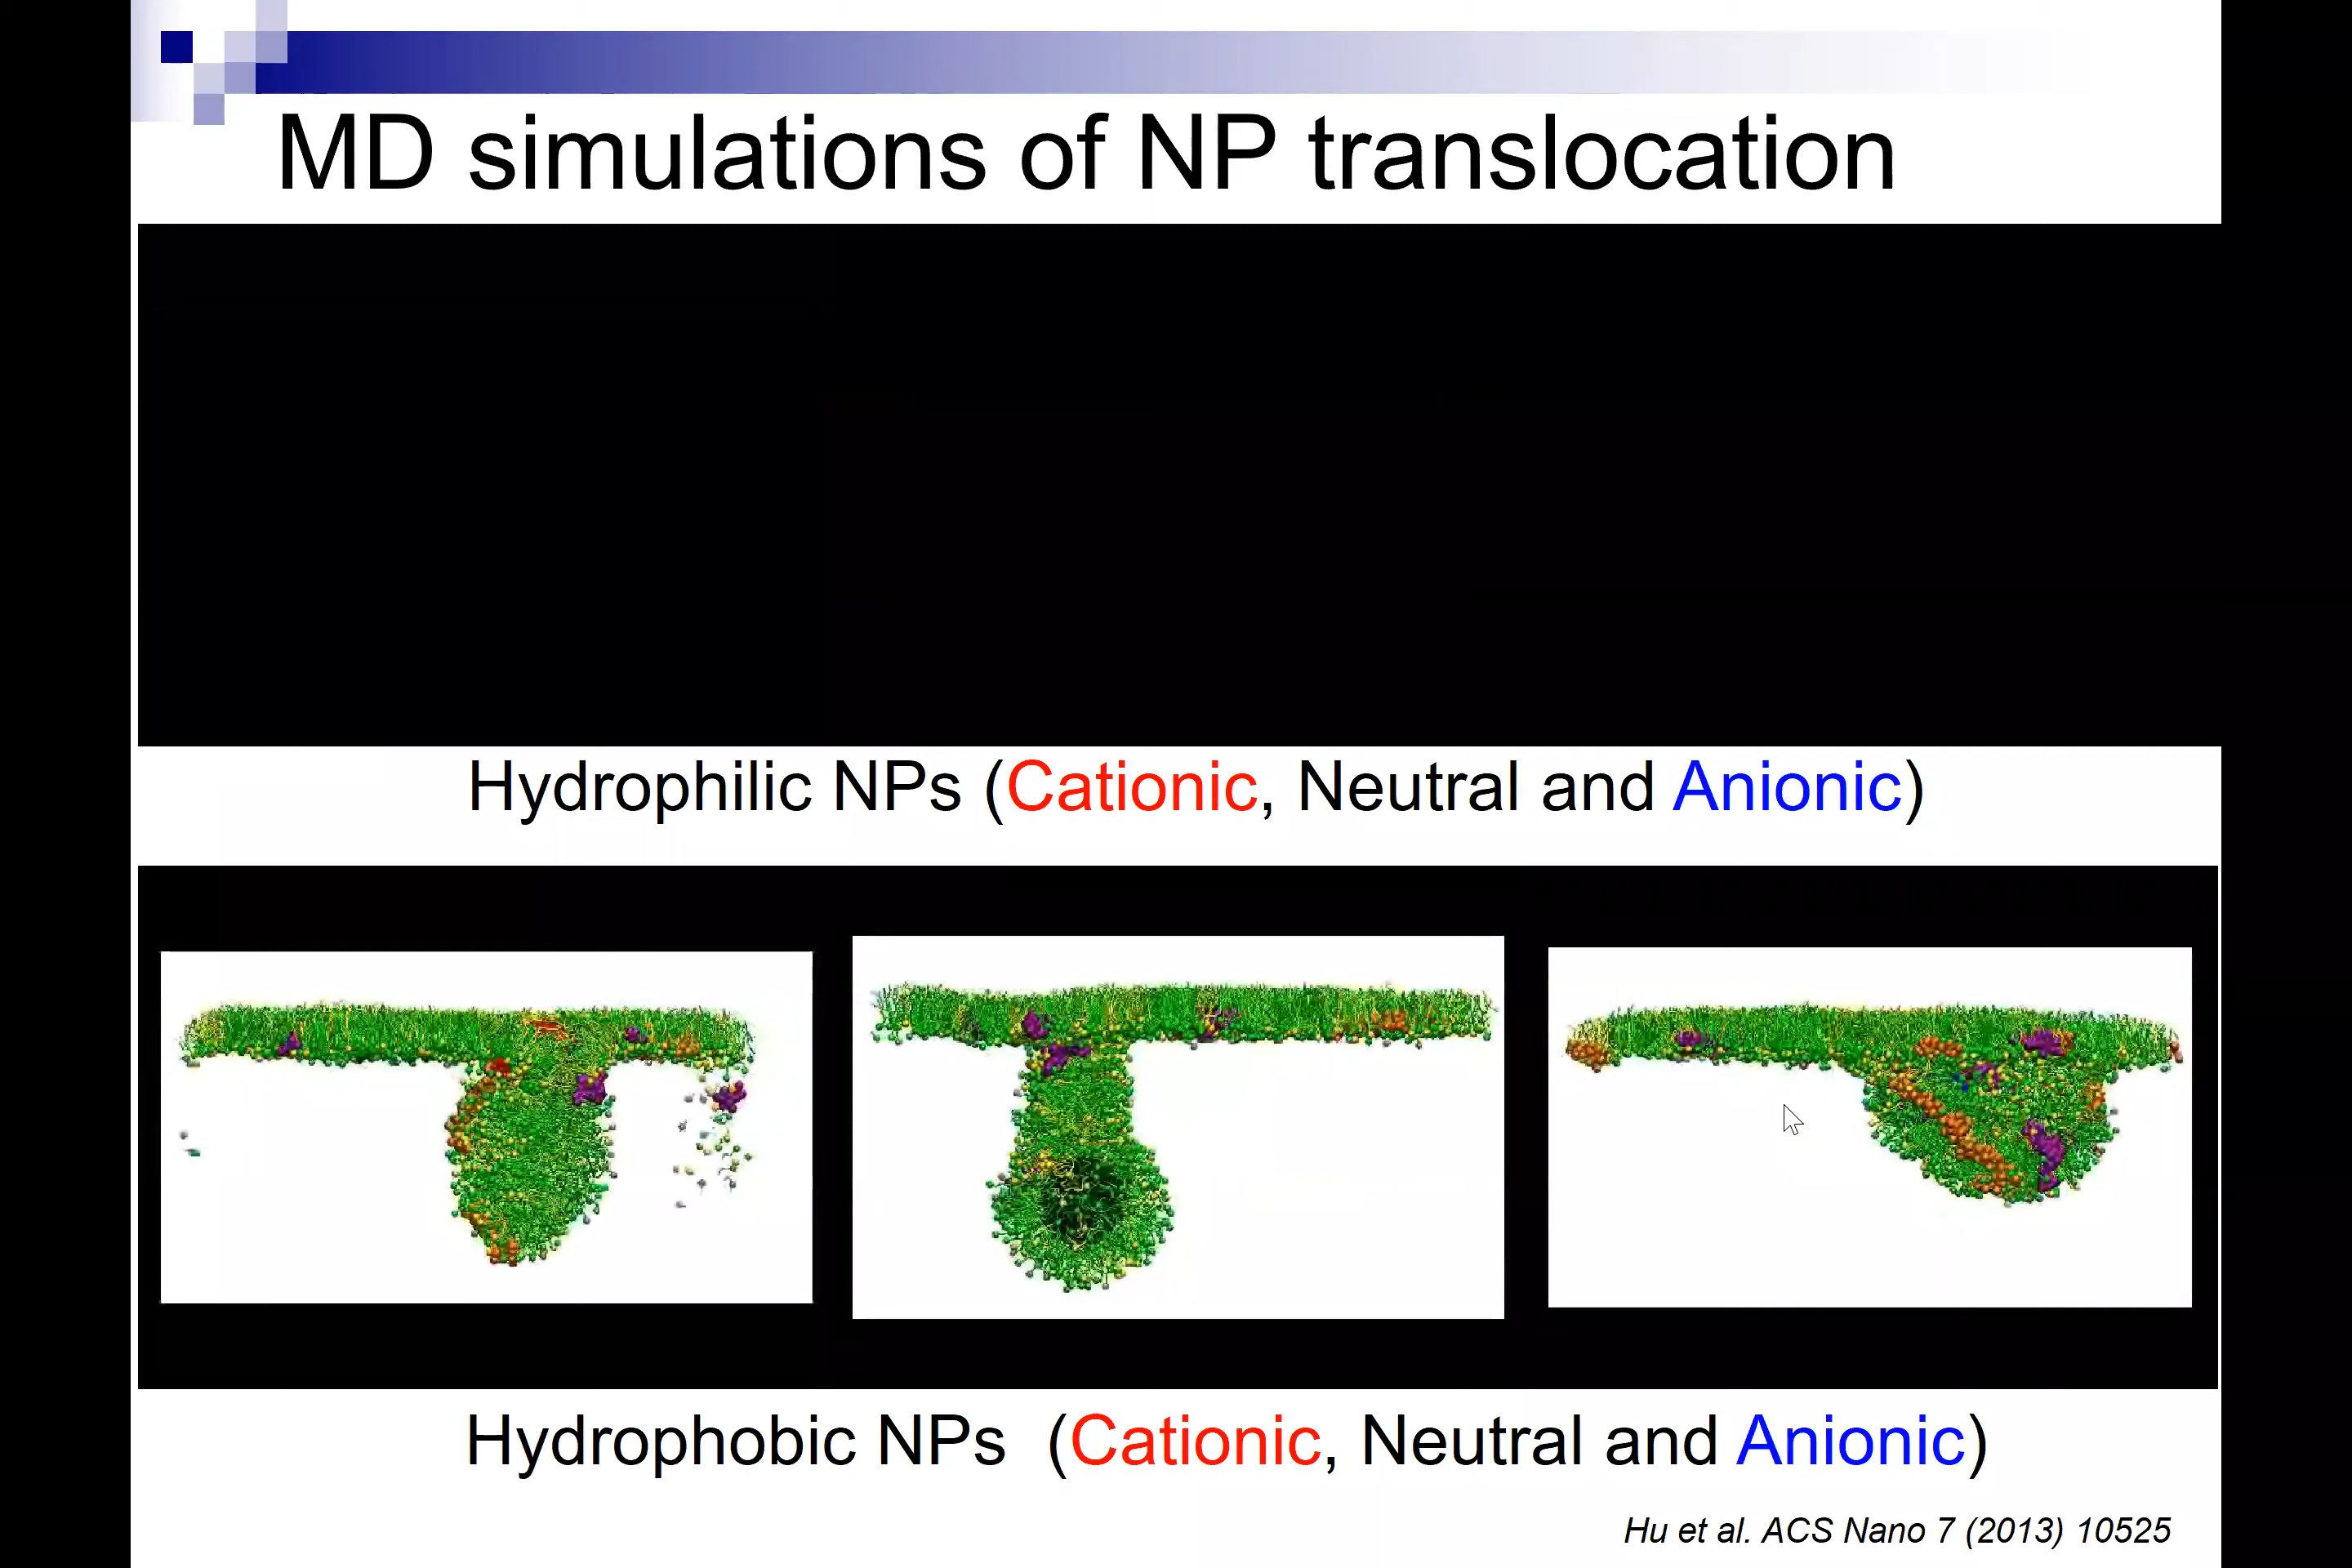 MD simulations of NP translocation
Hydrophilic NPs (Cationic, Neutral and Anionic)
Hydrophobic NPs (Cationic, Neutral and Anionic)
Hu et al. ACS Nano 7 (2013) 10525